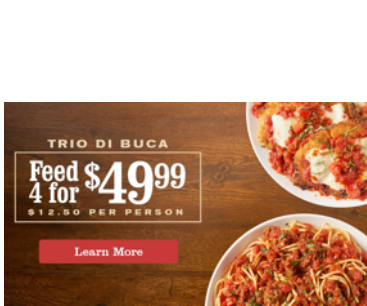 TRIO DI BUCA
Feed
4 for $4999
$12.50 PER PERSON
Learn More